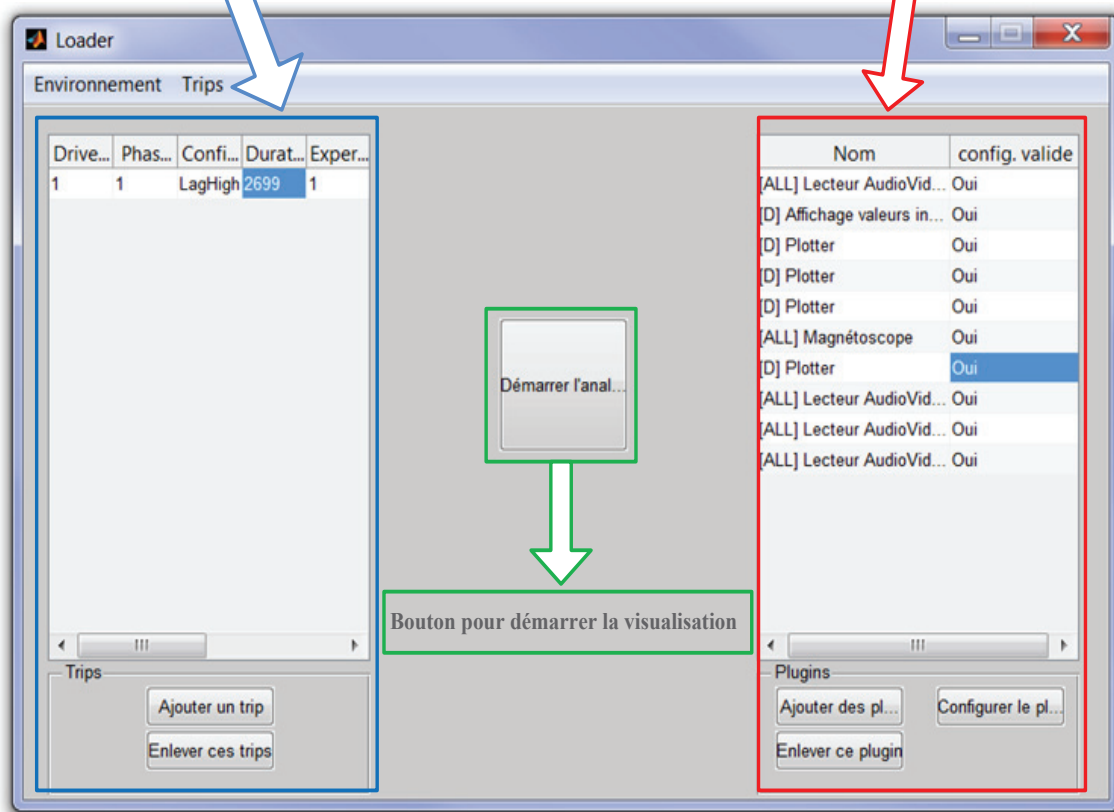 Loader
Environnement Trips
Drive... Phas... Confi... Durat... Exper...
1 1 LagHigh 2699 1
Trips
Ajouter un trip
Enlever ces trips
Démarrer l'anal...
Bouton pour démarrer la visualisation
Nom config. valide
[ALL] Lecteur AudioVid... Oui
[D] Affichage valeurs in... Oui
[D] Plotter Oui
[D] Plotter Oui
[D] Plotter Oui
[ALL] Magnétoscope Oui
[D] Plotter Oui
[ALL] Lecteur AudioVid... Oui
[ALL] Lecteur AudioVid... Oui
[ALL] Lecteur AudioVid... Oui
Plugins
Ajouter des pl... Configurer le pl...
Enlever ce plugin